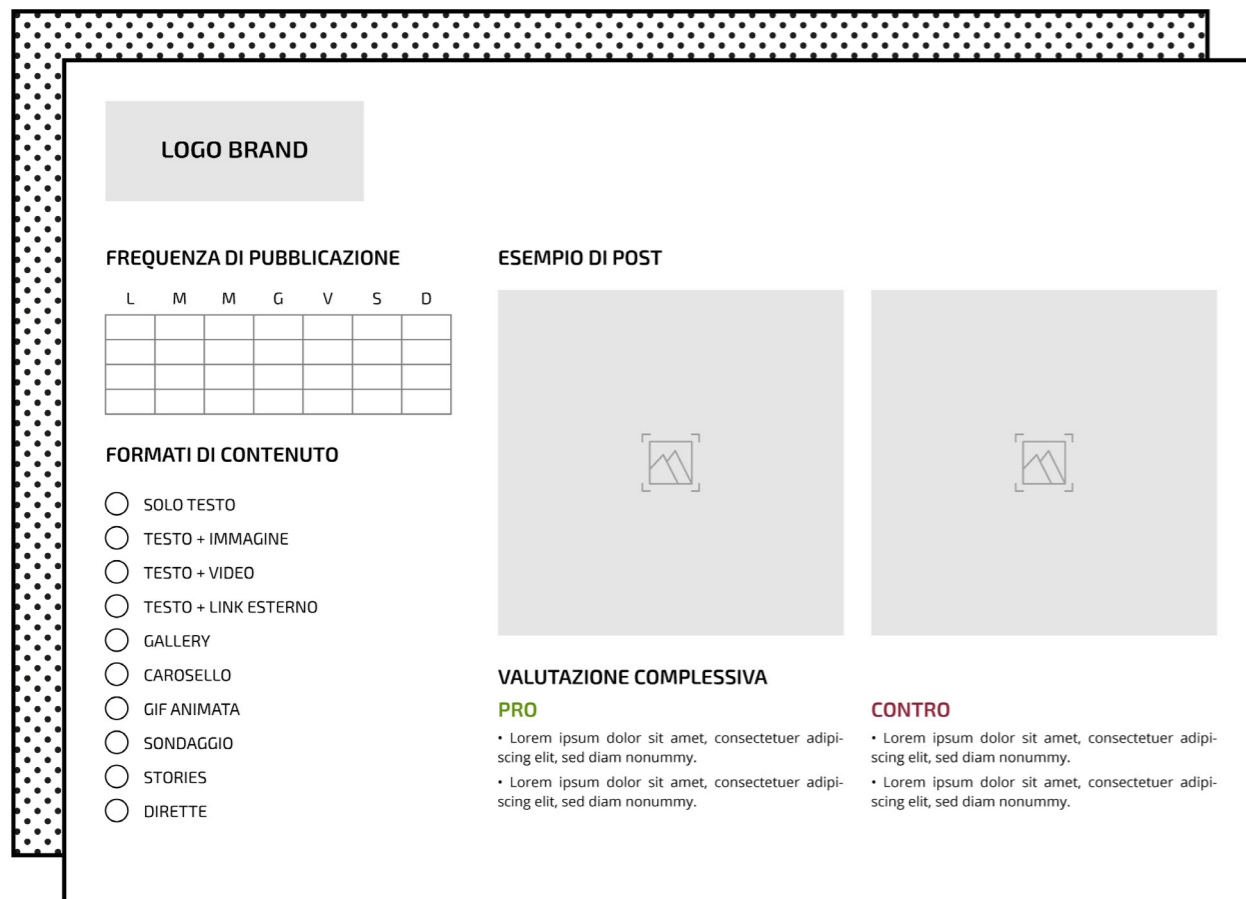 LOGO BRAND
FREQUENZA DI PUBBLICAZIONE
L M M G V S D
FORMATI DI CONTENUTO
SOLO TESTO
TESTO + IMMAGINE
TESTO + VIDEO
TESTO + LINK ESTERNO
GALLERY
CAROSELLO
GIF ANIMATA
SONDAGGIO
STORIES
DIRETTE
ESEMPIO DI POST
VALUTAZIONE COMPLESSIVA
PRO
• Lorem ipsum dolor sit amet, consectetuer adipi-
scing elit, sed diam nonummy.
• Lorem ipsum dolor sit amet, consectetuer adipi-
scing elit, sed diam nonummy.
CONTRO
• Lorem ipsum dolor sit amet, consectetuer adipi-
scing elit, sed diam nonummy.
• Lorem ipsum dolor sit amet, consectetuer adipi-
scing elit, sed diam nonummy.